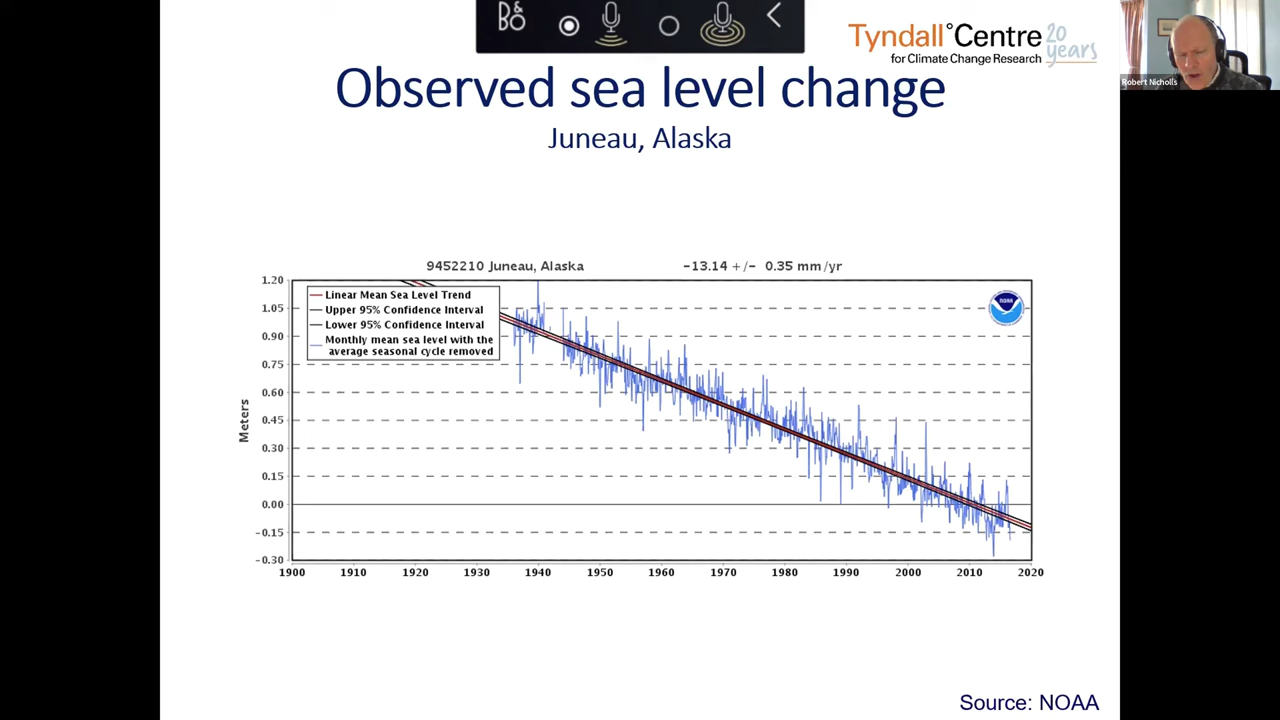 B&O
Tyndall°Centre
for Climate Change Research
20 years
Robert Nicholls
Observed sea level change
Juneau, Alaska
9452210 Juneau, Alaska −13.14 +/− 0.35 mm/yr
Linear Mean Sea Level Trend
Upper 95% Confidence Interval
Lower 95% Confidence Interval
Monthly mean sea level with the
average seasonal cycle removed
NOAA
Meters
1.20
1.05
0.90
0.75
0.60
0.45
0.30
0.15
0.00
−0.15
−0.30
1900 1910 1920 1930 1940 1950 1960 1970 1980 1990 2000 2010 2020
Source: NOAA